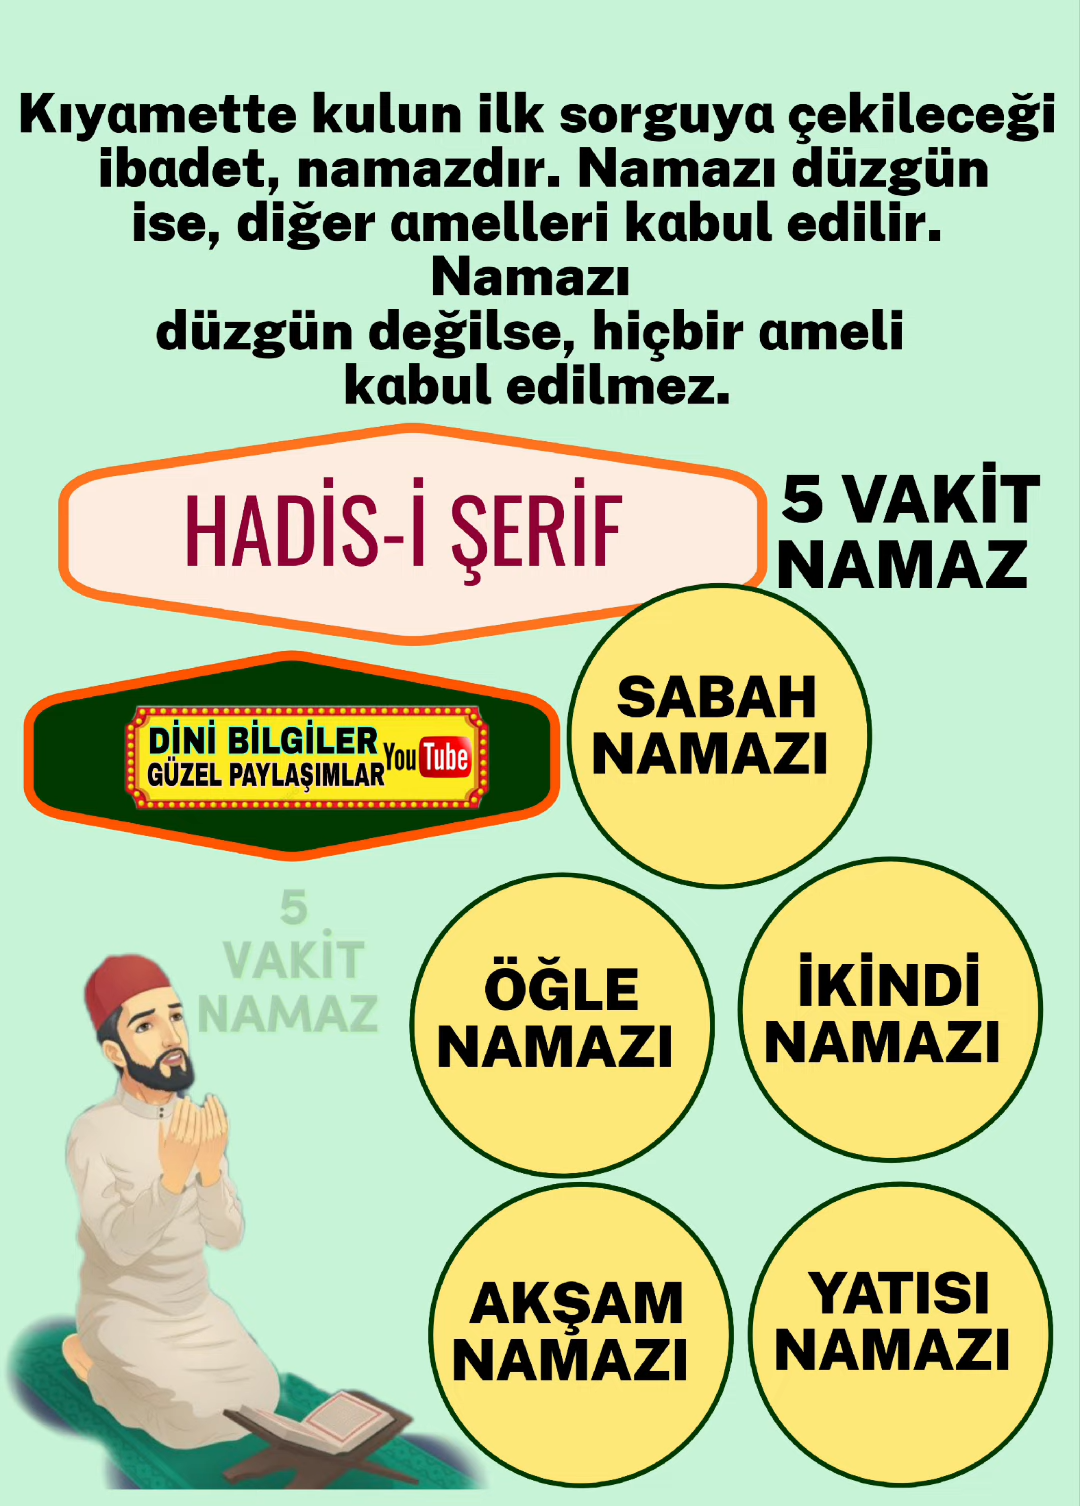 Kıyamette kulun ilk sorguya çekileceği
ibadet, namazdır. Namazı düzgün
ise, diğer amelleri kabul edilir.
Namazı
düzgün değilse, hiçbir ameli
kabul edilmez.
HADİS-İ ŞERİF
5 VAKİT
NAMAZ
DİNİ BİLGİLER
GÜZEL PAYLAŞIMLAR
YouTube
SABAH
NAMAZI
5
VAKİT
NAMAZ
ÖĞLE
NAMAZI
İKİNDİ
NAMAZI
AKŞAM
NAMAZI
YATISI
NAMAZI